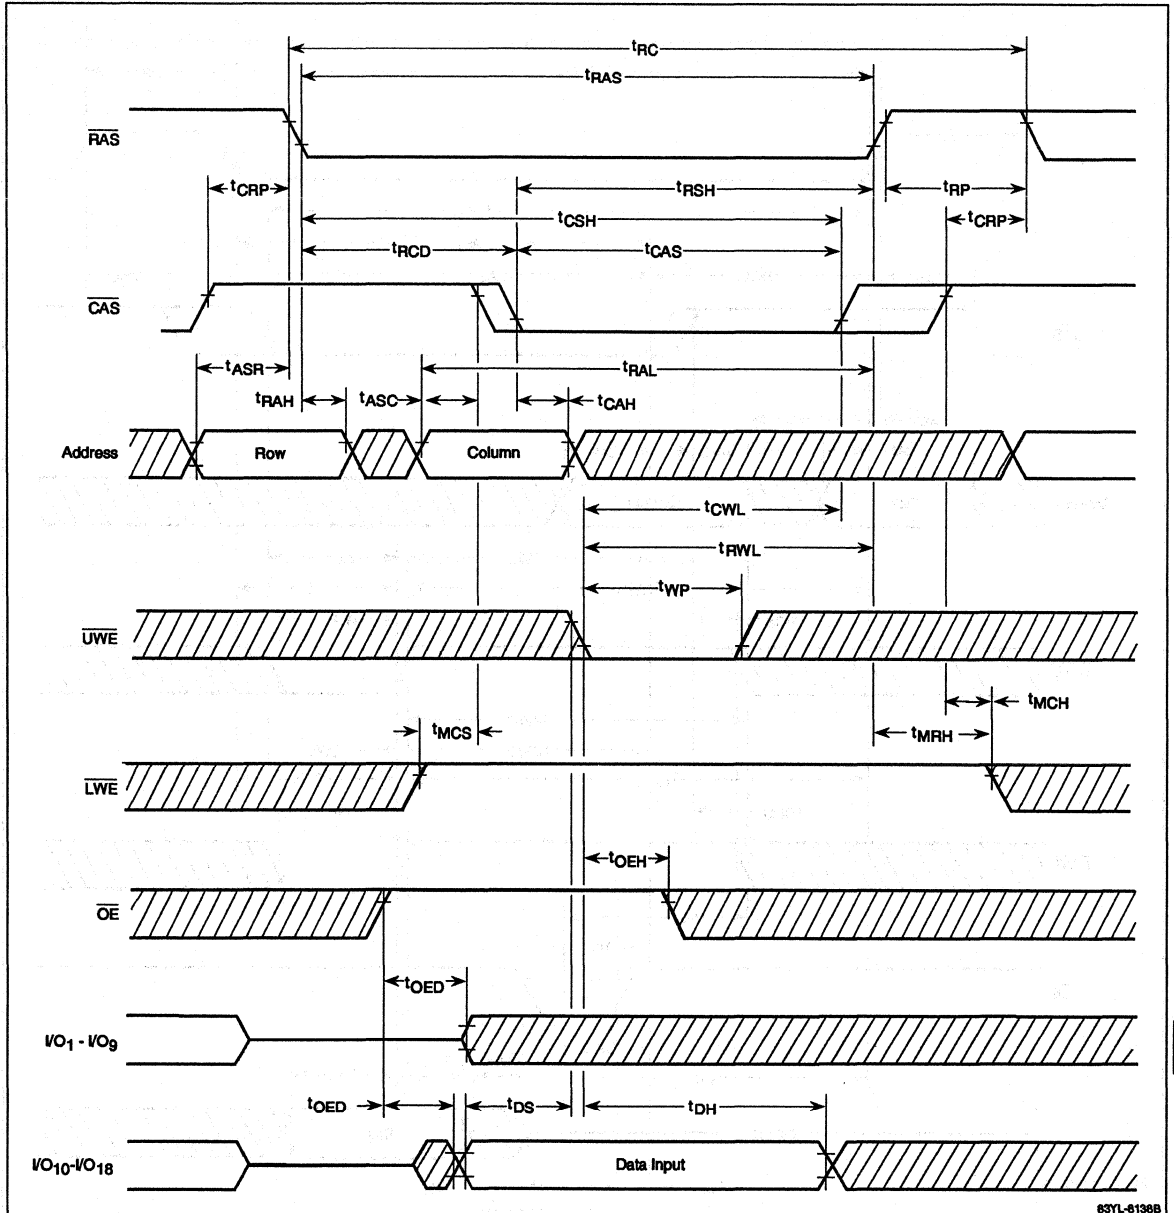 tRC
tRAS
RAS
tCRP
tRSH
tRP
tCSH
tCRP
tRCD
tCAS
CAS
tASR
tRAL
tRAH
tASC
tCAH
Address
Row
Column
tCWL
tRWL
tWP
UWE
tMCH
tMCS
tMRH
LWE
tOEH
OE
tOED
I/O1 - I/O9
tOED
tDS
tDH
I/O10-I/O18
Data Input
83YL-6136B